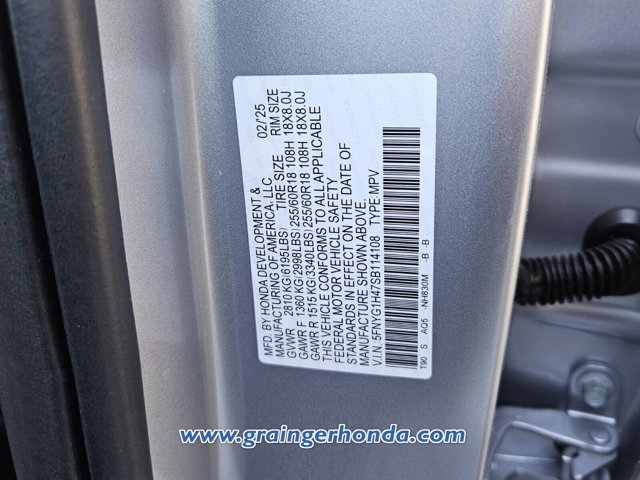 MFD. BY HONDA DEVELOPMENT & 02/'25
MANUFACTURING OF AMERICA, LLC
TIRE SIZE RIM SIZE
GVWR 2810 KG(6195LBS)
GAWR F 1360 KG(2998LBS) 255/60R18 108H 18X8.0J
GAWR R 1515 KG(3340LBS) 255/60R18 108H 18X8.0J
THIS VEHICLE CONFORMS TO ALL APPLICABLE
FEDERAL MOTOR VEHICLE SAFETY
STANDARDS IN EFFECT ON THE DATE OF
MANUFACTURE SHOWN ABOVE.
V.I.N. 5FNYG1H47SB114108 TYPE: MPV
T90 S AQ5 -NH830M -B -B
www.graingerhonda.com